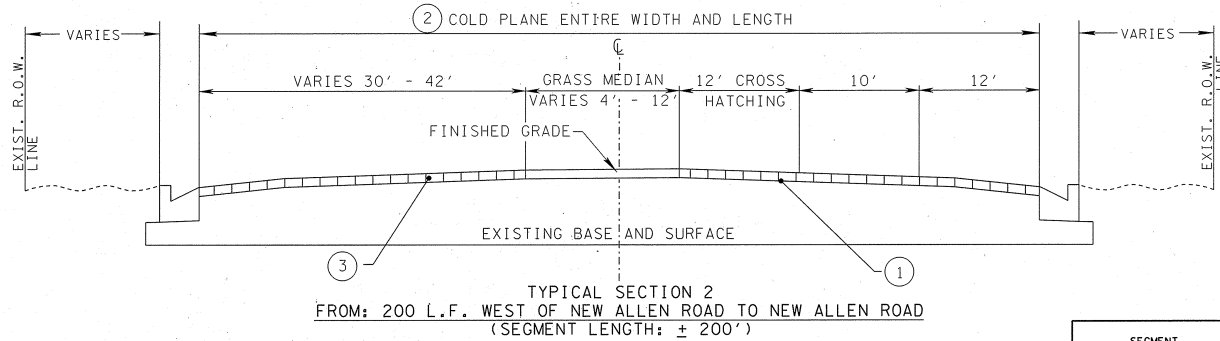 ② COLD PLANE ENTIRE WIDTH AND LENGTH
VARIES
VARIES
℄
VARIES 30' - 42'
GRASS MEDIAN
VARIES 4' - 12'
12' CROSS
HATCHING
10'
12'
EXIST. R.O.W.
LINE
EXIST. R.O.W.
LINE
FINISHED GRADE
EXISTING BASE AND SURFACE
3
1
TYPICAL SECTION 2
FROM: 200 L.F. WEST OF NEW ALLEN ROAD TO NEW ALLEN ROAD
(SEGMENT LENGTH: ± 200')
SEGMENT